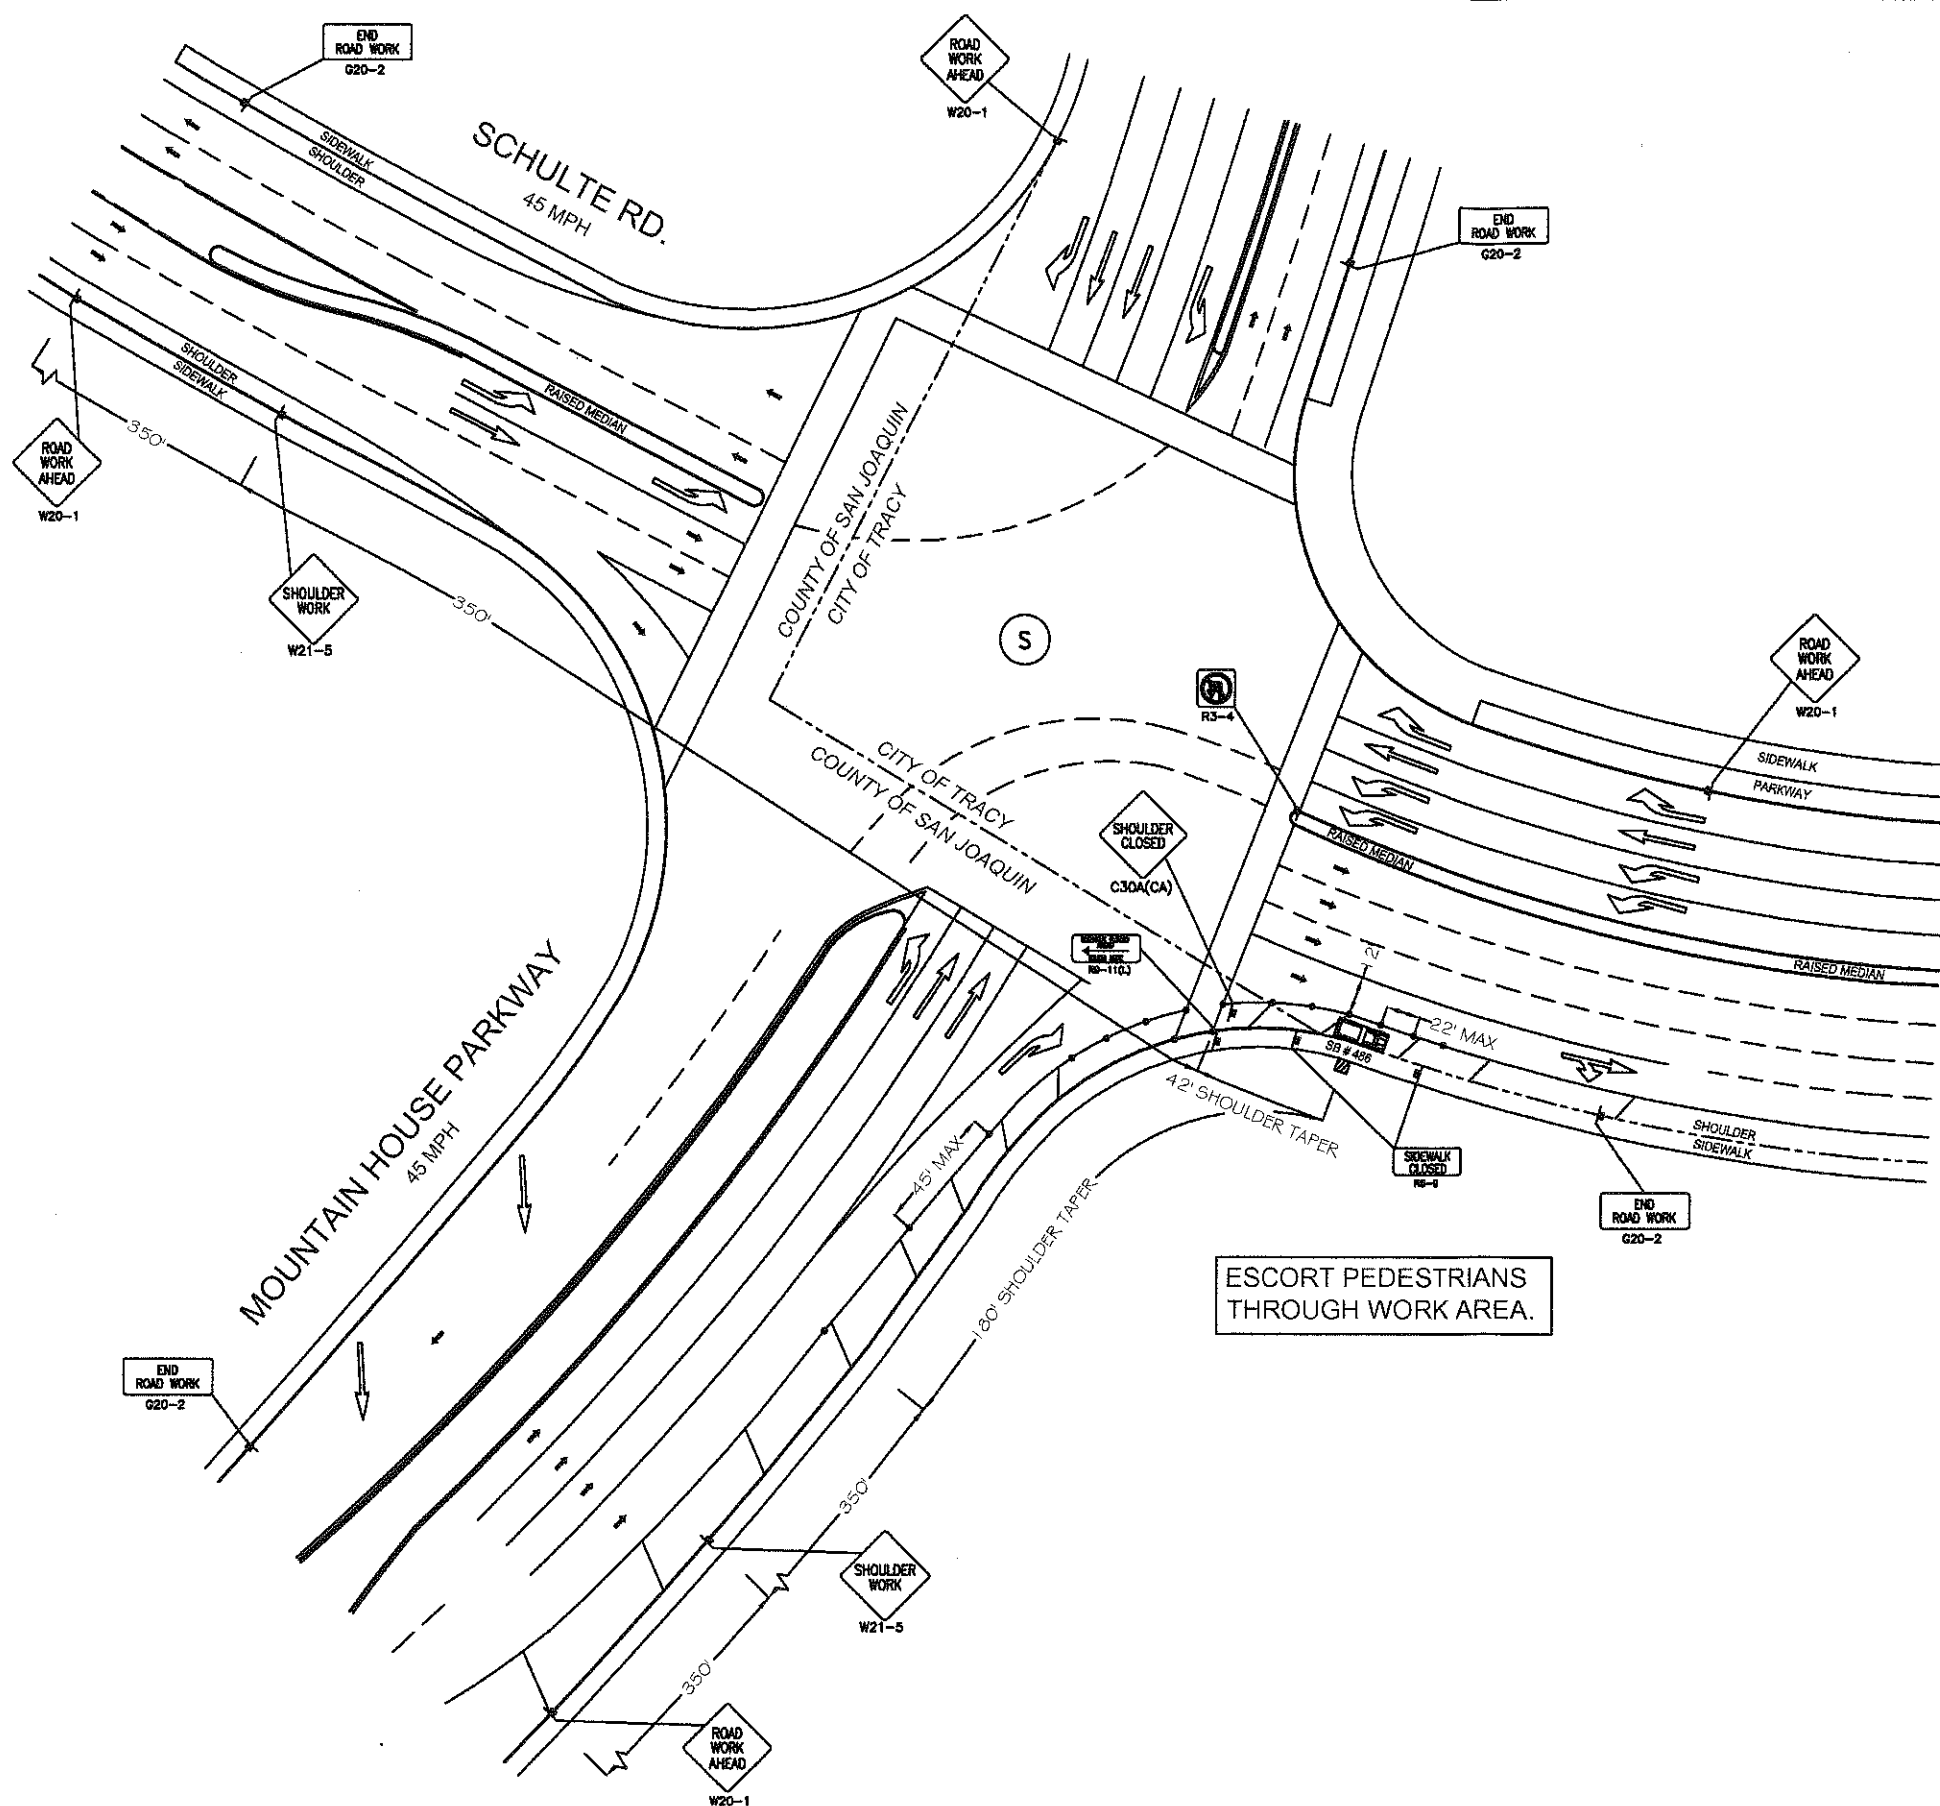 END
ROAD WORK
G20-2
ROAD
WORK
AHEAD
W20-1
SCHULTE RD.
45 MPH
SIDEWALK
SHOULDER
END
ROAD WORK
G20-2
RAISED MEDIAN
SHOULDER
SIDEWALK
350'
ROAD
WORK
AHEAD
W20-1
SHOULDER
WORK
W21-5
350'
COUNTY OF SAN JOAQUIN
CITY OF TRACY
S
R3-4
ROAD
WORK
AHEAD
W20-1
SIDEWALK
PARKWAY
CITY OF TRACY
COUNTY OF SAN JOAQUIN
SHOULDER
CLOSED
C30A(CA)
RAISED MEDIAN
RAISED MEDIAN
R9-11(L)
12'
22' MAX
SB # 486
42' SHOULDER TAPER
SIDEWALK
CLOSED
R9-9
SHOULDER
SIDEWALK
END
ROAD WORK
G20-2
MOUNTAIN HOUSE PARKWAY
45 MPH
45' MAX
180' SHOULDER TAPER
ESCORT PEDESTRIANS
THROUGH WORK AREA.
END
ROAD WORK
G20-2
350'
SHOULDER
WORK
W21-5
350'
ROAD
WORK
AHEAD
W20-1